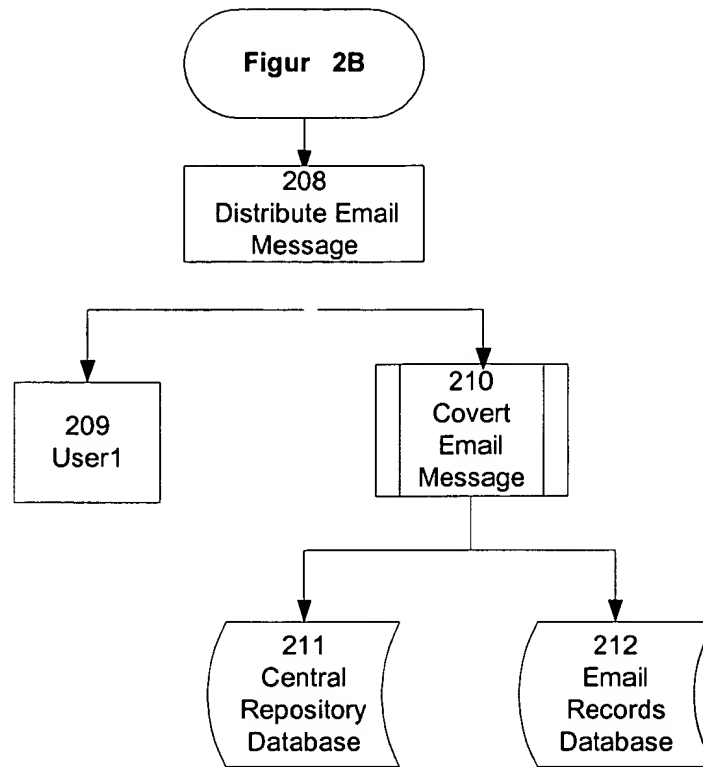 Figur 2B
208
Distribute Email
Message
209
User1
210
Covert
Email
Message
211
Central
Repository
Database
212
Email
Records
Database